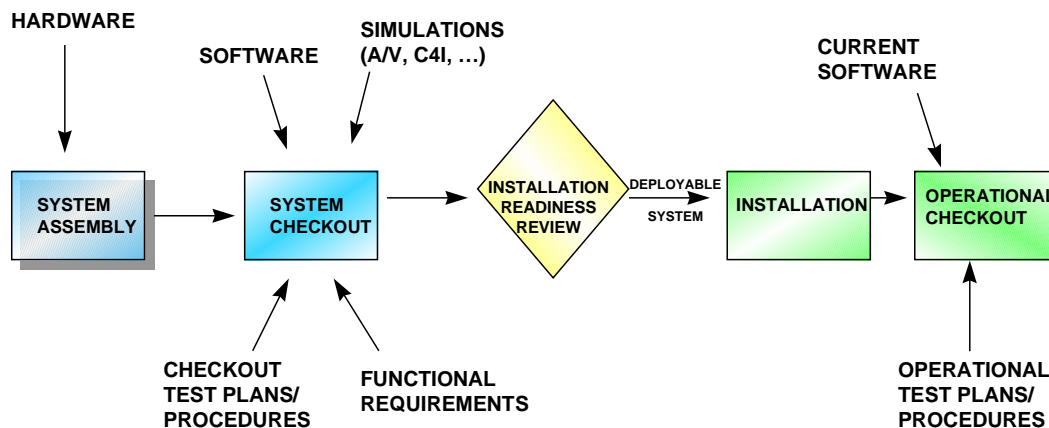 HARDWARE
SOFTWARE
SIMULATIONS
(A/V, C4I, …)
CURRENT
SOFTWARE
SYSTEM
ASSEMBLY
SYSTEM
CHECKOUT
INSTALLATION
READINESS
REVIEW
DEPLOYABLE
SYSTEM
INSTALLATION
OPERATIONAL
CHECKOUT
CHECKOUT
TEST PLANS/
PROCEDURES
FUNCTIONAL
REQUIREMENTS
OPERATIONAL
TEST PLANS/
PROCEDURES